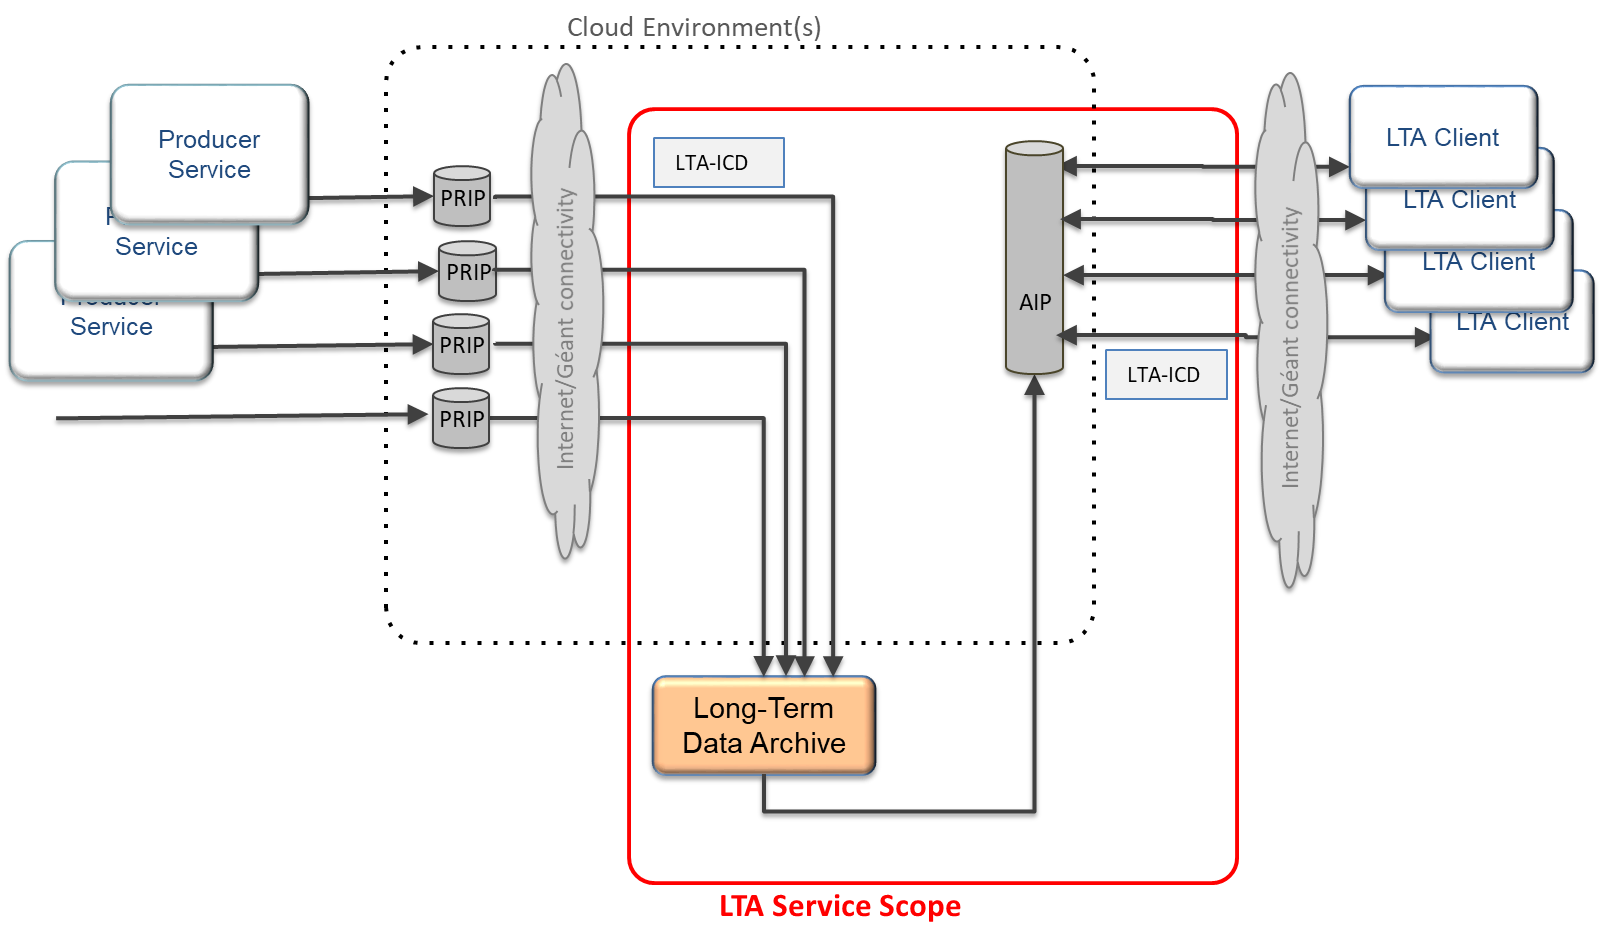 Cloud Environment(s)
Producer
Service
Service
Service
PRIP
PRIP
PRIP
PRIP
Internet/Géant connectivity
LTA-ICD
AIP
LTA-ICD
Internet/Géant connectivity
LTA Client
LTA Client
LTA Client
LTA Client
Long-Term
Data Archive
LTA Service Scope